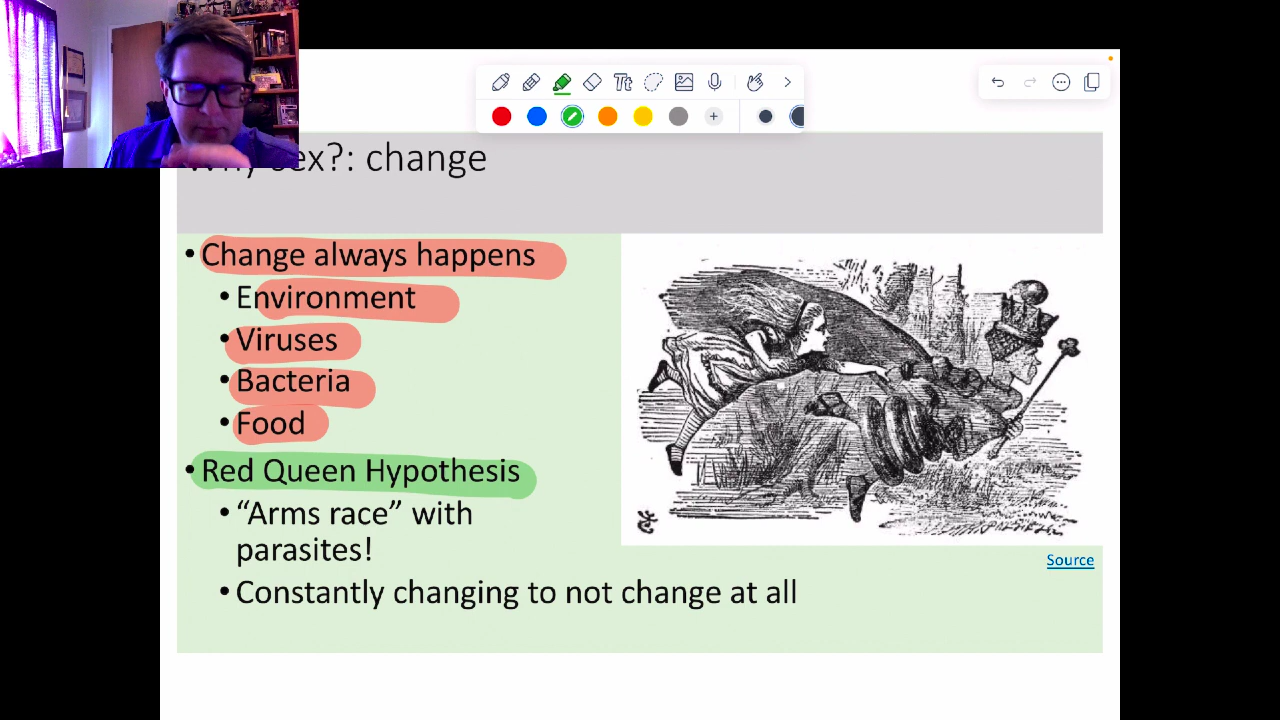 sex?: change
• Change always happens
• Environment
• Viruses
• Bacteria
• Food
• Red Queen Hypothesis
• “Arms race” with
parasites!
• Constantly changing to not change at all
Source
Tt